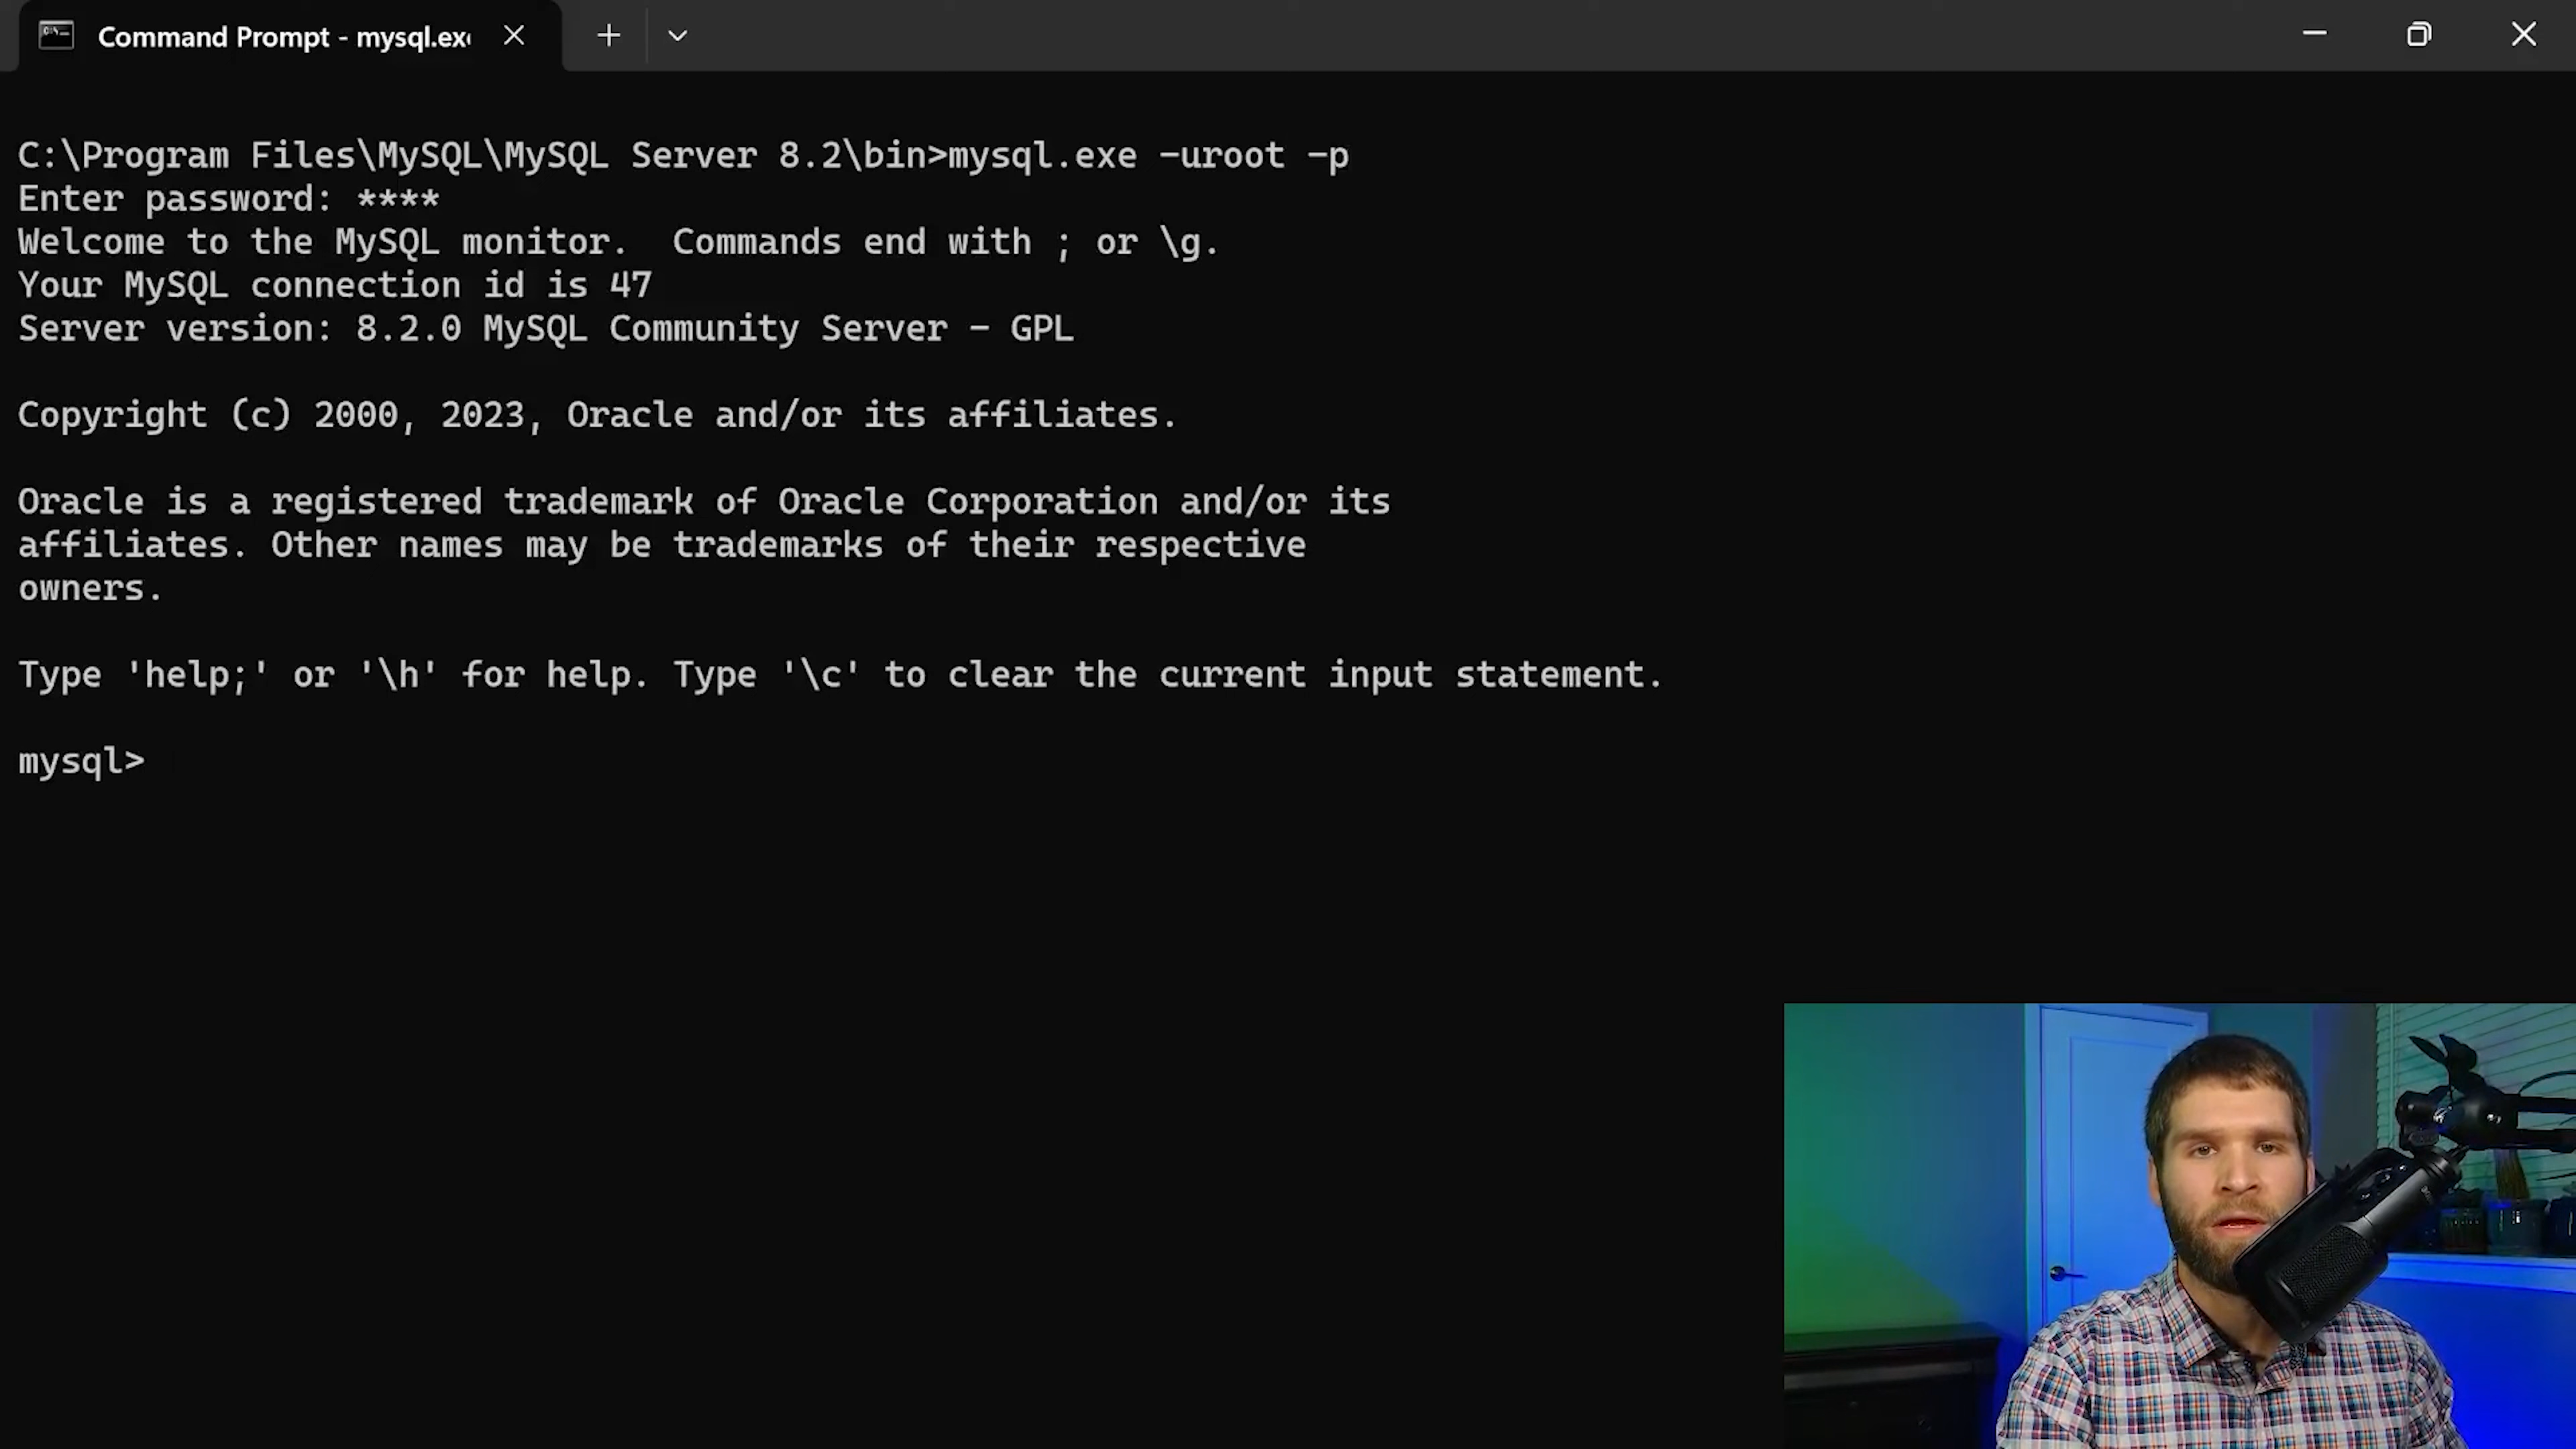 Command Prompt - mysql.ex
C:\Program Files\MySQL\MySQL Server 8.2\bin>mysql.exe -uroot -p
Enter password: ****
Welcome to the MySQL monitor.  Commands end with ; or \g.
Your MySQL connection id is 47
Server version: 8.2.0 MySQL Community Server - GPL
Copyright (c) 2000, 2023, Oracle and/or its affiliates.
Oracle is a registered trademark of Oracle Corporation and/or its
affiliates. Other names may be trademarks of their respective
owners.
Type 'help;' or '\h' for help. Type '\c' to clear the current input statement.
mysql>